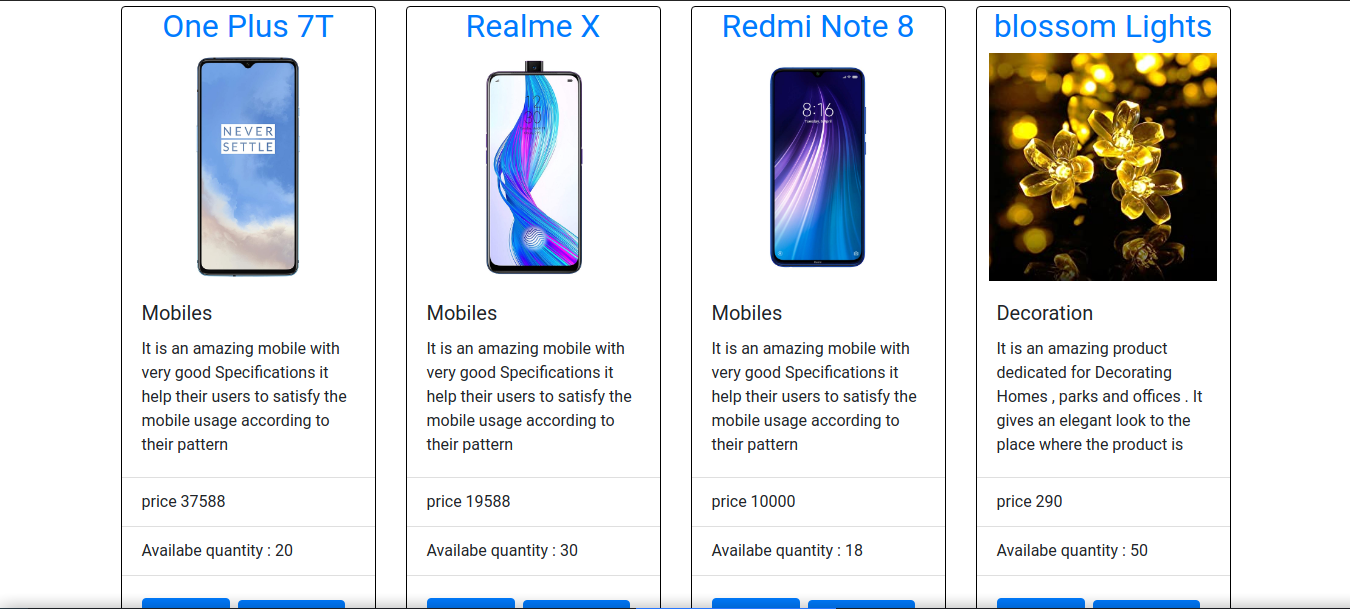 One Plus 7T
NEVER
SETTLE
Mobiles
It is an amazing mobile with
very good Specifications it
help their users to satisfy the
mobile usage according to
their pattern
price 37588
Availabe quantity : 20
Realme X
Mobiles
It is an amazing mobile with
very good Specifications it
help their users to satisfy the
mobile usage according to
their pattern
price 19588
Availabe quantity : 30
Redmi Note 8
8:16
Mobiles
It is an amazing mobile with
very good Specifications it
help their users to satisfy the
mobile usage according to
their pattern
price 10000
Availabe quantity : 18
blossom Lights
Decoration
It is an amazing product
dedicated for Decorating
Homes , parks and offices . It
gives an elegant look to the
place where the product is
price 290
Availabe quantity : 50